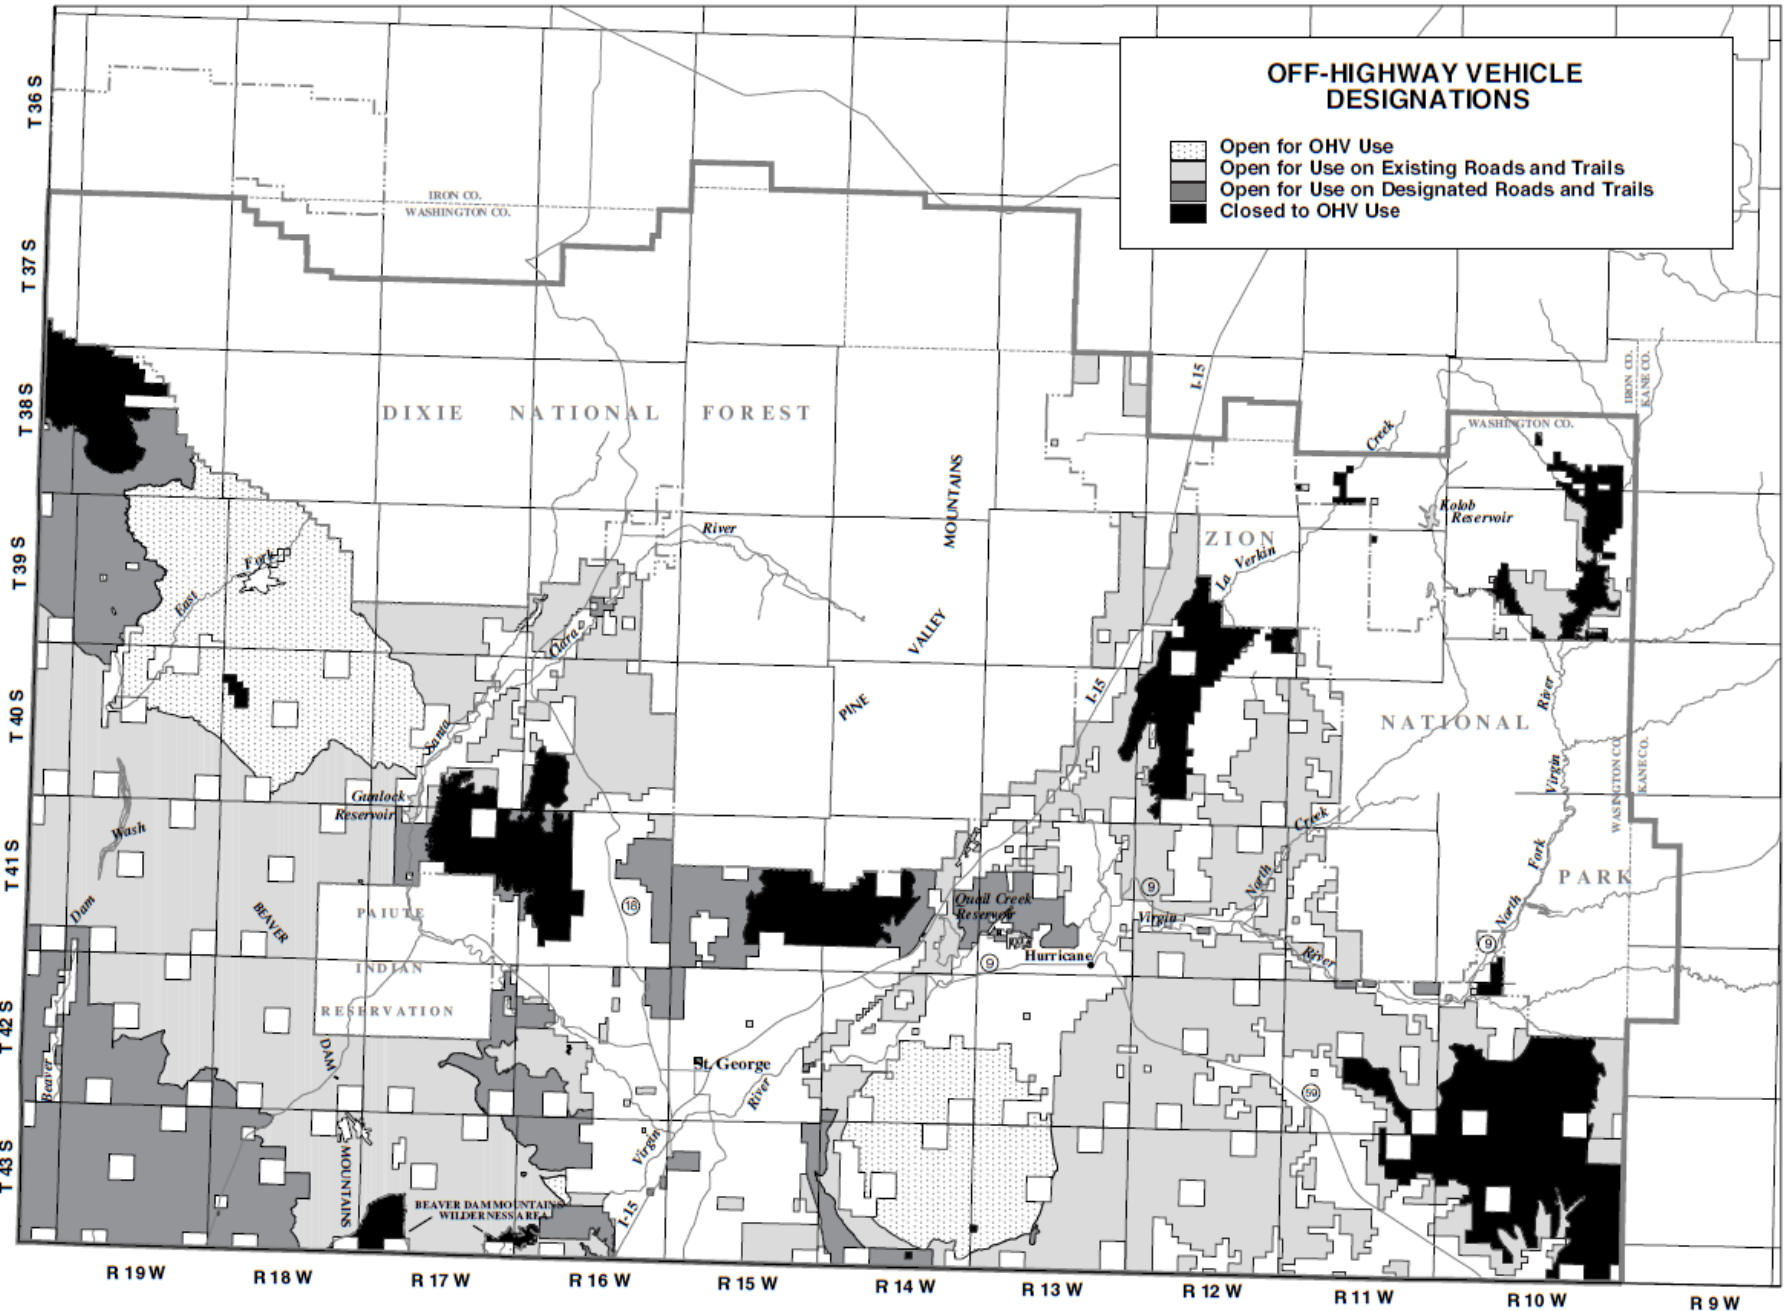 OFF-HIGHWAY VEHICLE
DESIGNATIONS
Open for OHV Use
Open for Use on Existing Roads and Trails
Open for Use on Designated Roads and Trails
Closed to OHV Use
T 36 S
T 37 S
T 38 S
T 39 S
T 40 S
T 41 S
T 42 S
T 43 S
IRON CO.
WASHINGTON CO.
I-15
IRON CO.
KANE CO.
DIXIE NATIONAL FOREST
WASHINGTON CO.
Creek
Kolob
Reservoir
MOUNTAINS
River
ZION
La Verkin
Fork
East
Clara
VALLEY
I-15
PINE
Santa
NATIONAL
River
Virgin
WASHINGTON CO.
KANE CO.
Gunlock
Reservoir
Wash
Creek
Fork
PARK
Dam
BEAVER
PAIUTE
16
Quail Creek
Reservoir
9
Virgin
North
North
9
INDIAN
9
Hurricane
River
RESERVATION
DAM
Beaver
St. George
River
59
Virgin
MOUNTAINS
BEAVER DAM MOUNTAINS
WILDERNESS AREA
I-15
R 19 W
R 18 W
R 17 W
R 16 W
R 15 W
R 14 W
R 13 W
R 12 W
R 11 W
R 10 W
R 9 W